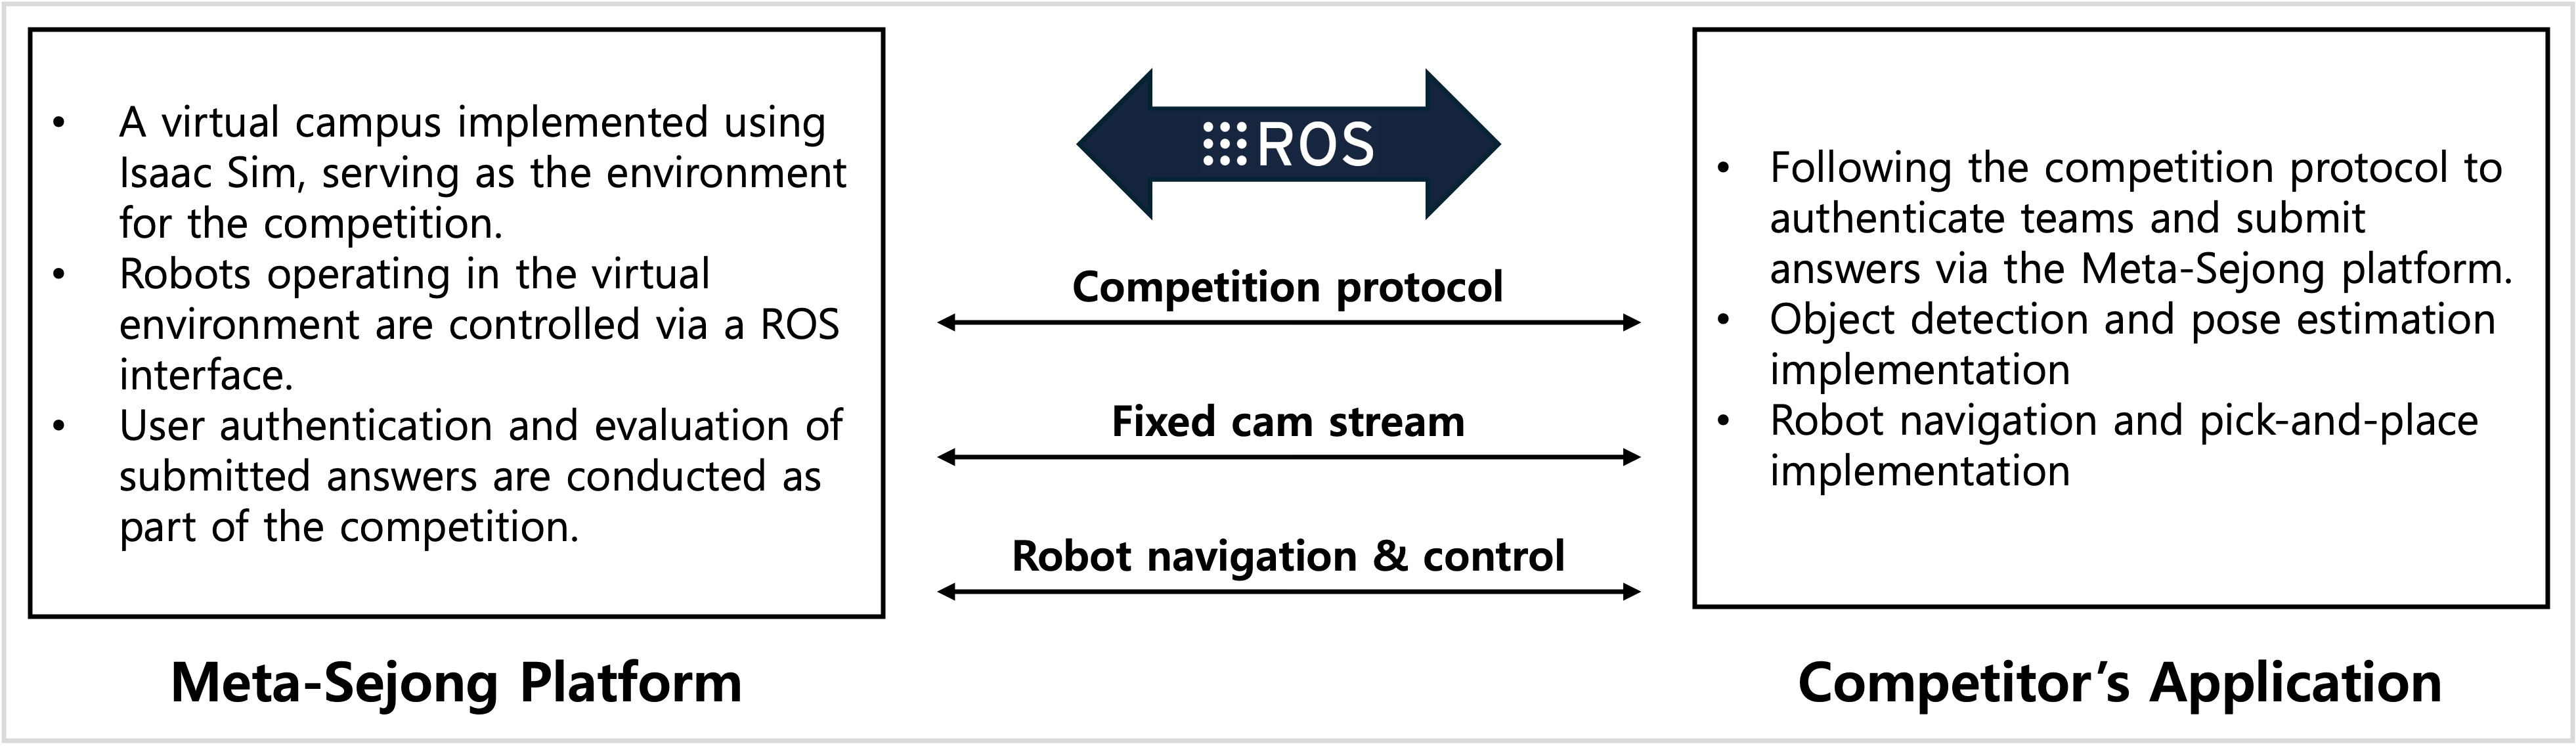 • A virtual campus implemented using
Isaac Sim, serving as the environment
for the competition.
• Robots operating in the virtual
environment are controlled via a ROS
interface.
• User authentication and evaluation of
submitted answers are conducted as
part of the competition.
Meta-Sejong Platform
ROS
Competition protocol
Fixed cam stream
Robot navigation & control
• Following the competition protocol to
authenticate teams and submit
answers via the Meta-Sejong platform.
• Object detection and pose estimation
implementation
• Robot navigation and pick-and-place
implementation
Competitor’s Application